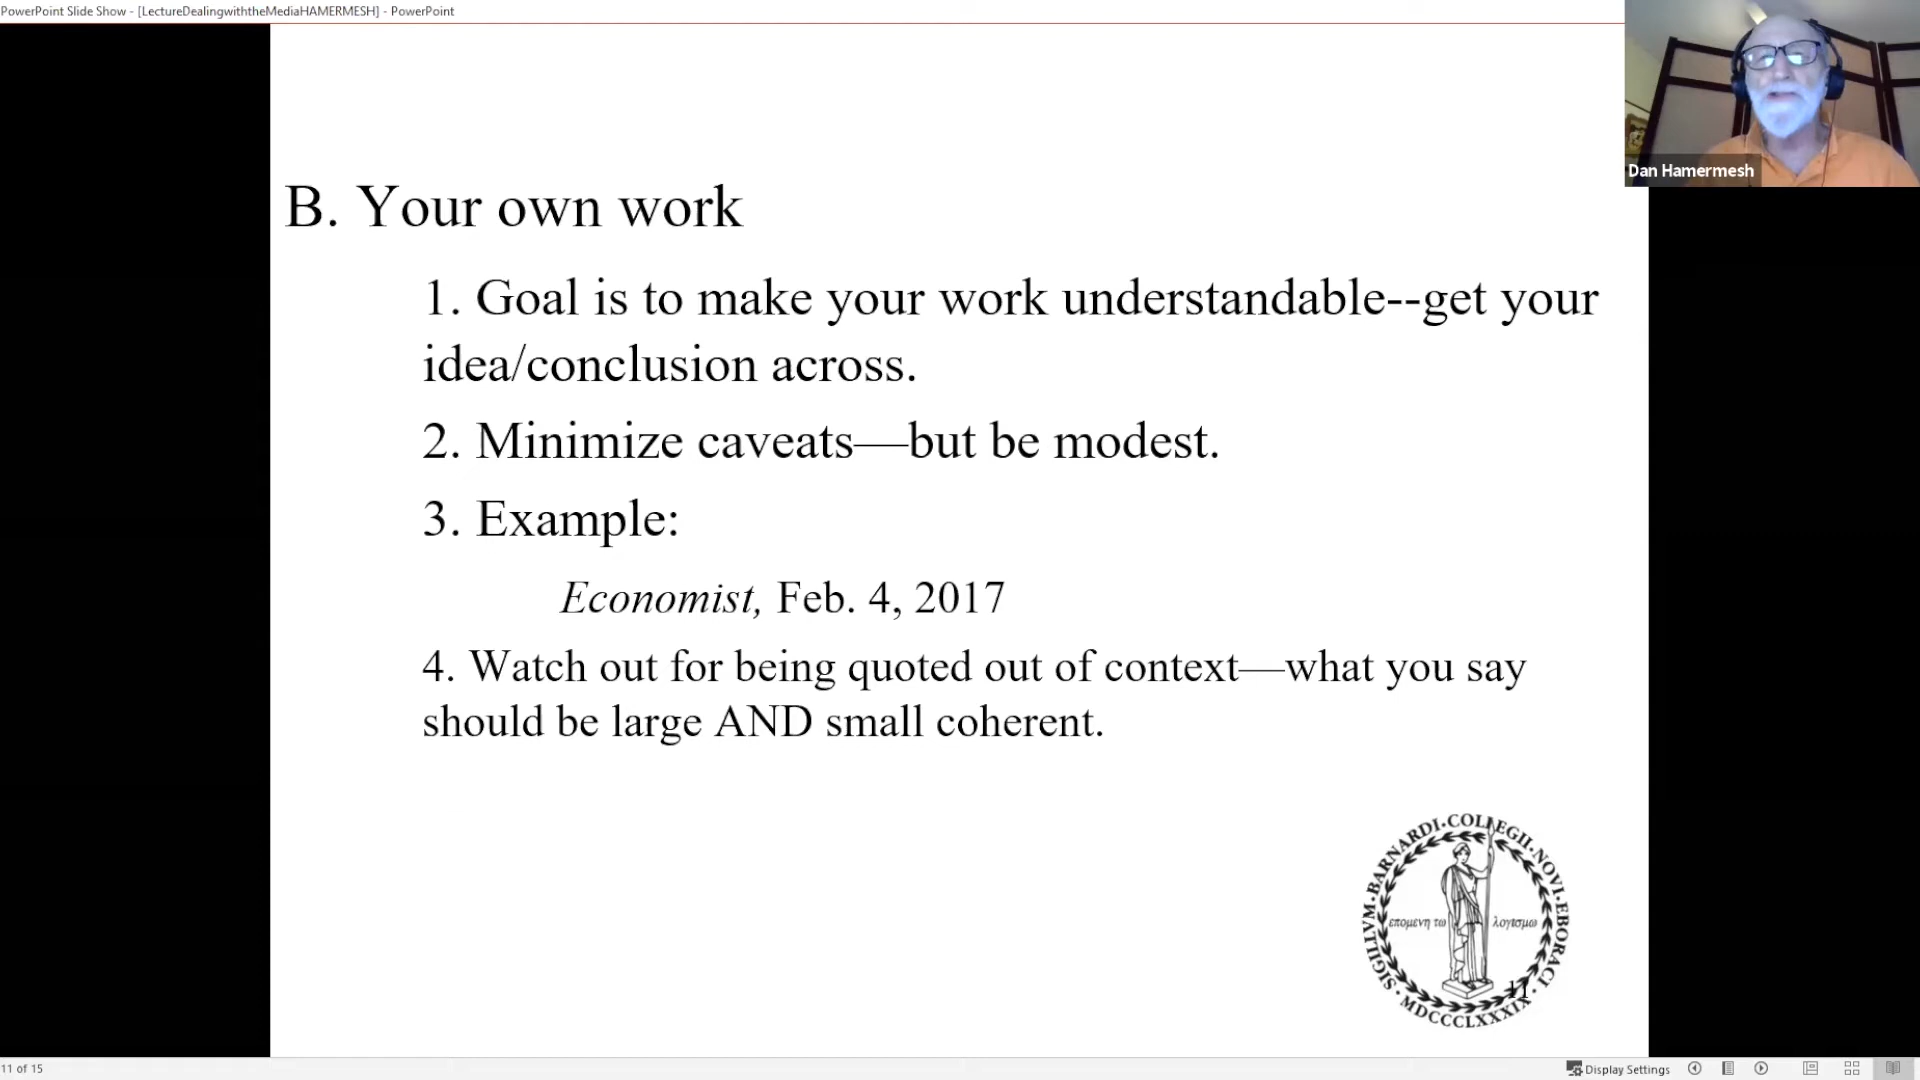 PowerPoint Slide Show - [LectureDealingwiththeMediaHAMERMESH] - PowerPoint
Dan Hamermesh
B. Your own work
1. Goal is to make your work understandable--get your
idea/conclusion across.
2. Minimize caveats—but be modest.
3. Example:
Economist, Feb. 4, 2017
4. Watch out for being quoted out of context—what you say
should be large AND small coherent.
SIGILLVM·BARNARDI·COLLEGII·NOVI·EBORACI·MDCCCLXXXIX·
επομενη τω λογισμω
11
11 of 15
Display Settings